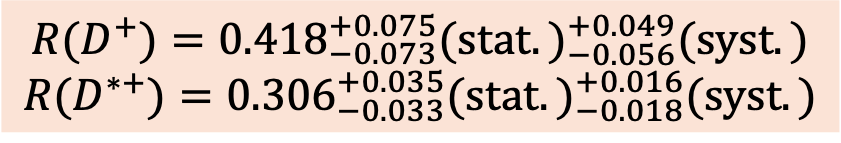 R(D⁺) = 0.418⁺⁰·⁰⁷⁵₋₀.₀₇₃(stat.)⁺⁰·⁰⁴⁹₋₀.₀₅₆(syst.)
R(D*⁺) = 0.306⁺⁰·⁰³⁵₋₀.₀₃₃(stat.)⁺⁰·⁰¹⁶₋₀.₀₁₈(syst.)